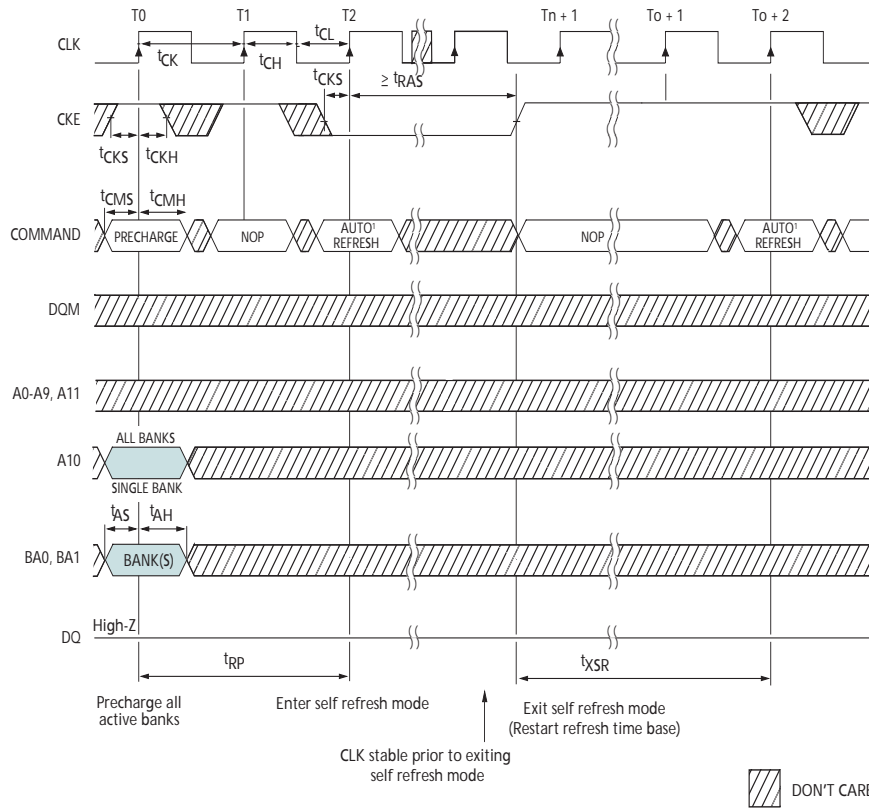 T0 T1 T2 Tn + 1 To + 1 To + 2
CLK
tCK tCH tCL
tCKS ≥ tRAS
CKE
tCKS tCKH
tCMS tCMH
COMMAND PRECHARGE NOP AUTO¹ REFRESH NOP AUTO¹ REFRESH
DQM
A0-A9, A11
ALL BANKS
A10
SINGLE BANK
tAS tAH
BA0, BA1 BANK(S)
High-Z
DQ
tRP tXSR
Precharge all
active banks
Enter self refresh mode
Exit self refresh mode
(Restart refresh time base)
CLK stable prior to exiting
self refresh mode
DON'T CARE